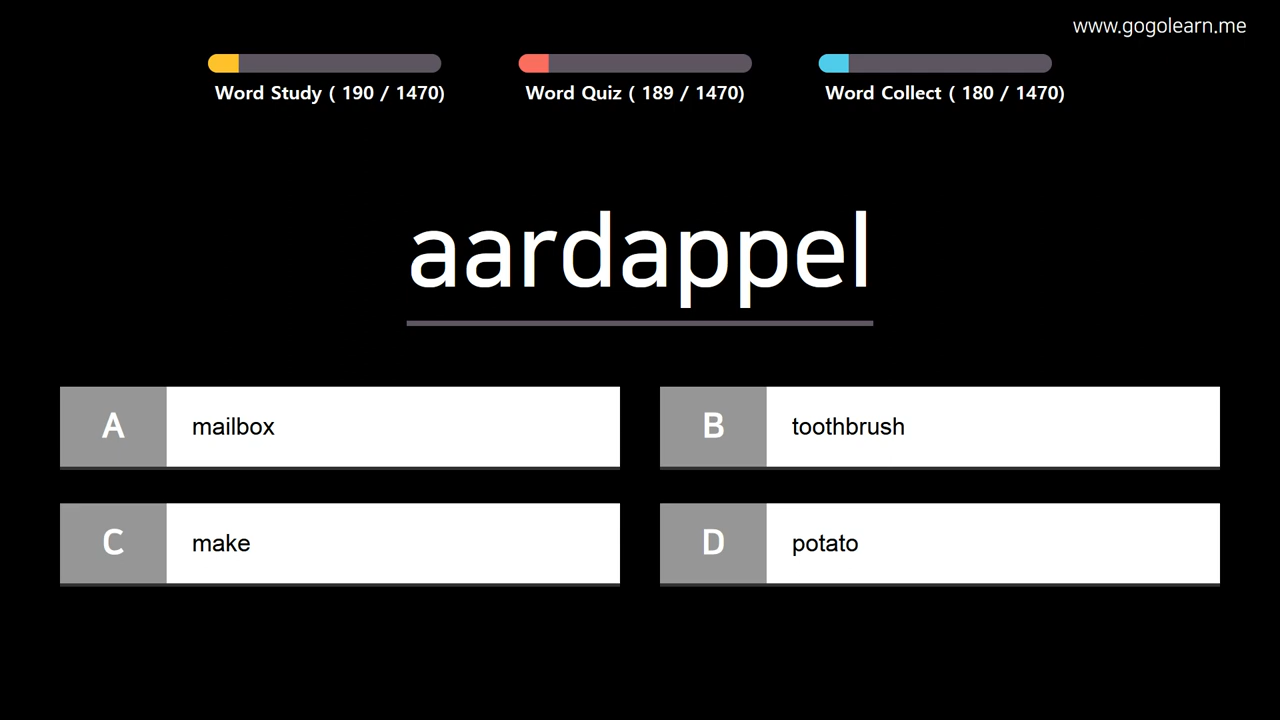 www.gogolearn.me
Word Study ( 190 / 1470)
Word Quiz ( 189 / 1470)
Word Collect ( 180 / 1470)
aardappel
A mailbox
B toothbrush
C make
D potato